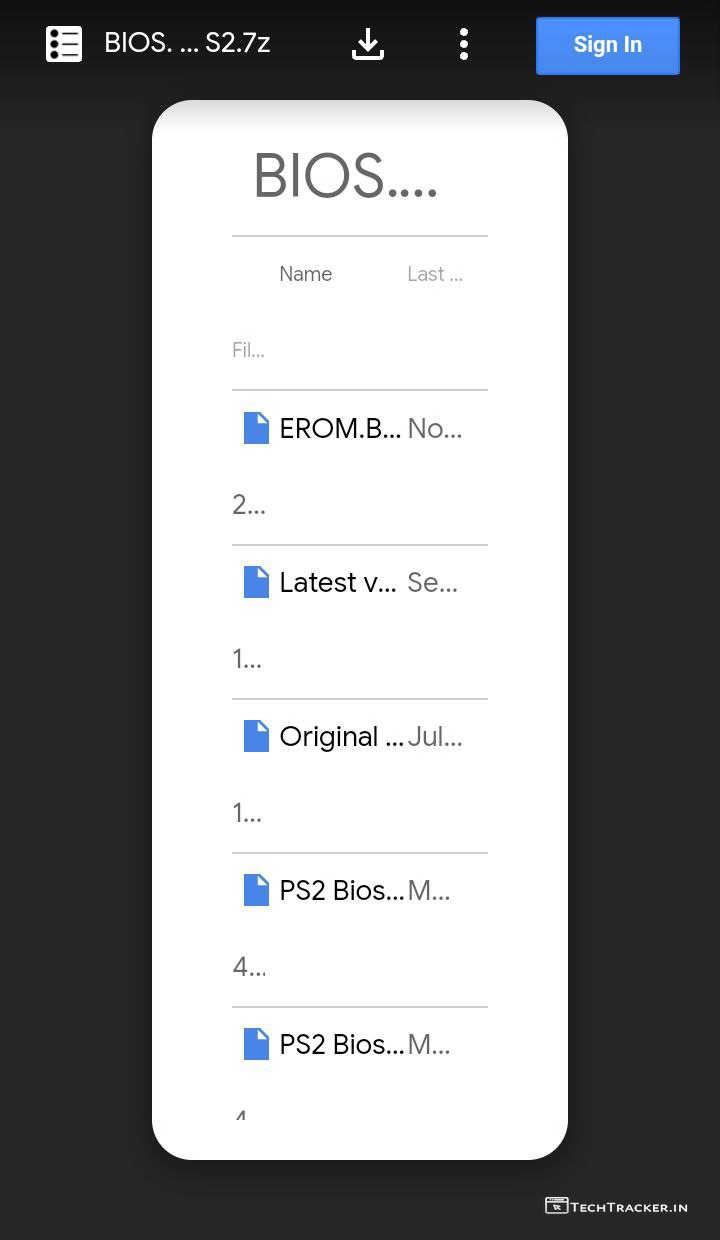 BIOS. ... S2.7z
Sign In
BIOS....
Name Last ...
Fil...
EROM.B... No...
2...
Latest v... Se...
1...
Original ... Jul...
1...
PS2 Bios... M...
4...
PS2 Bios... M...
4
TECHTRACKER.IN